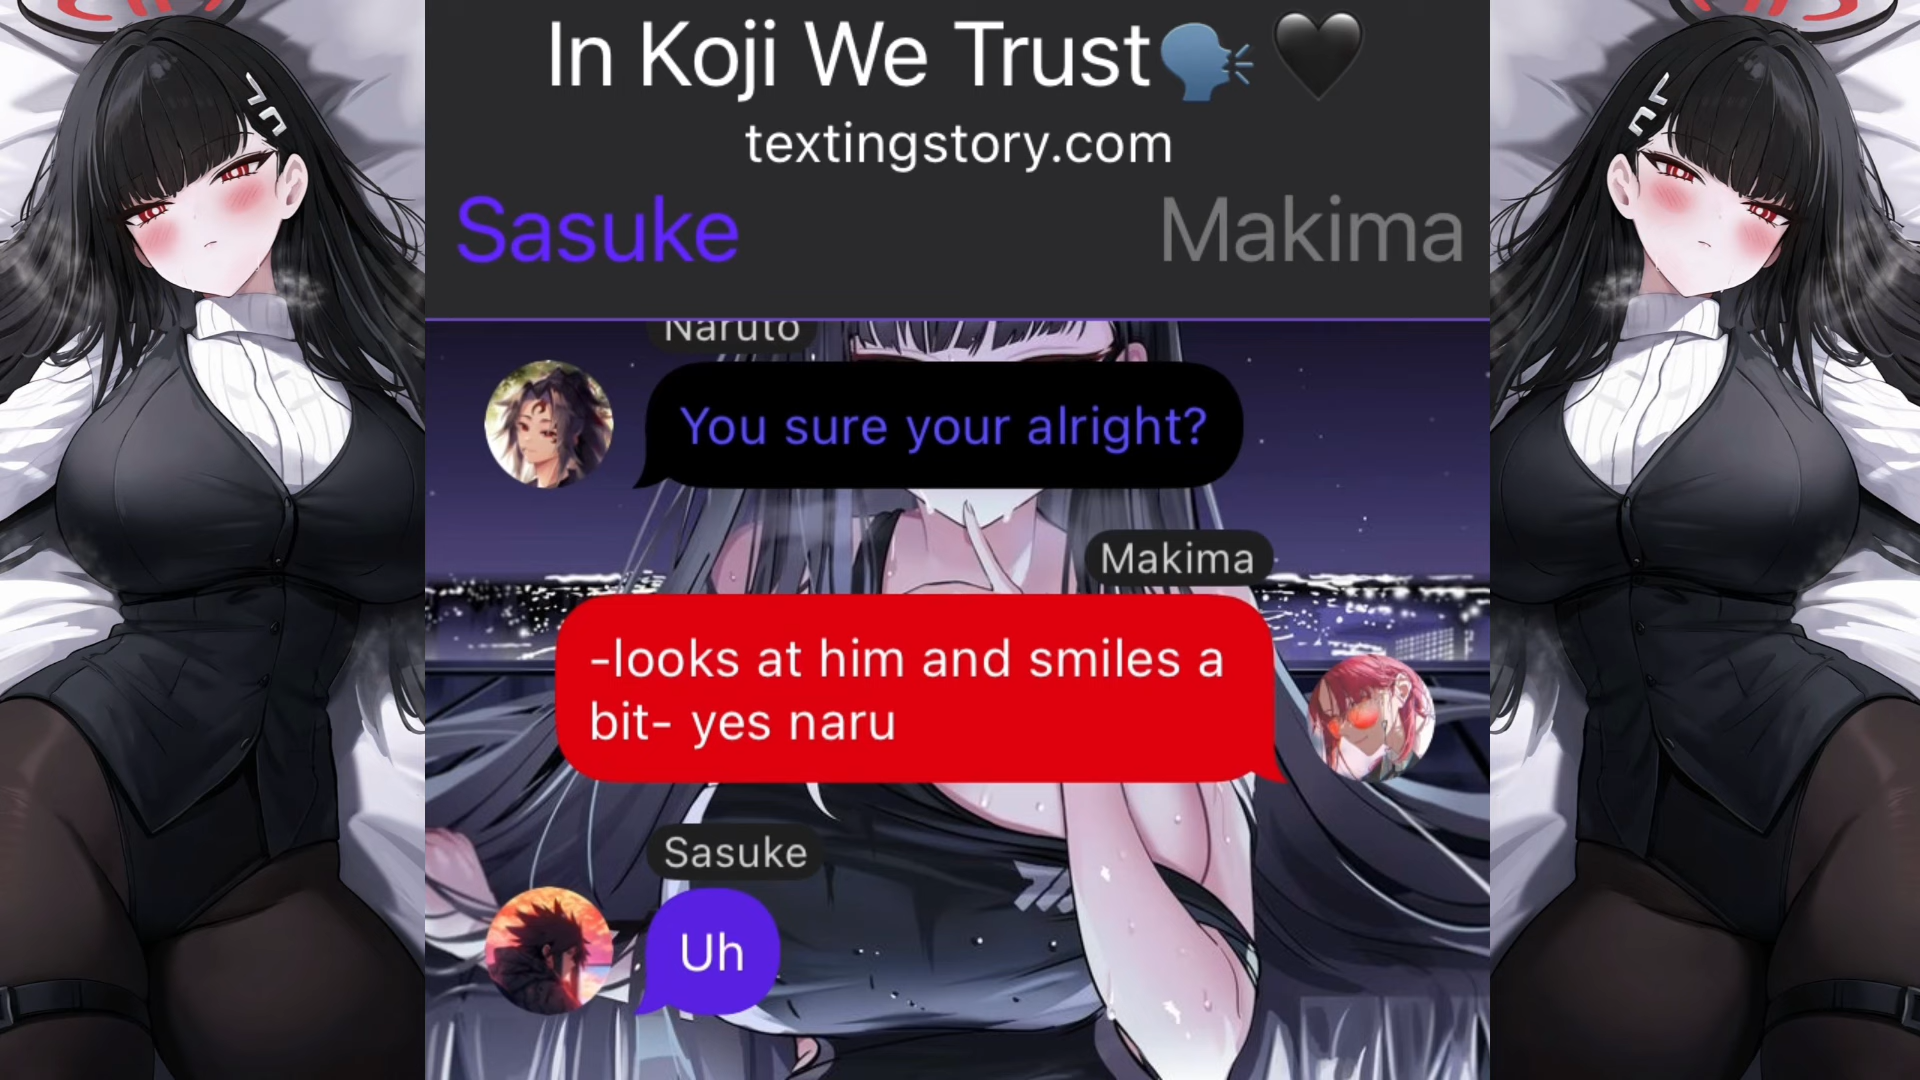 In Koji We Trust🗣️🖤
textingstory.com
Sasuke
Makima
Naruto
You sure your alright?
Makima
-looks at him and smiles a
bit- yes naru
Sasuke
Uh